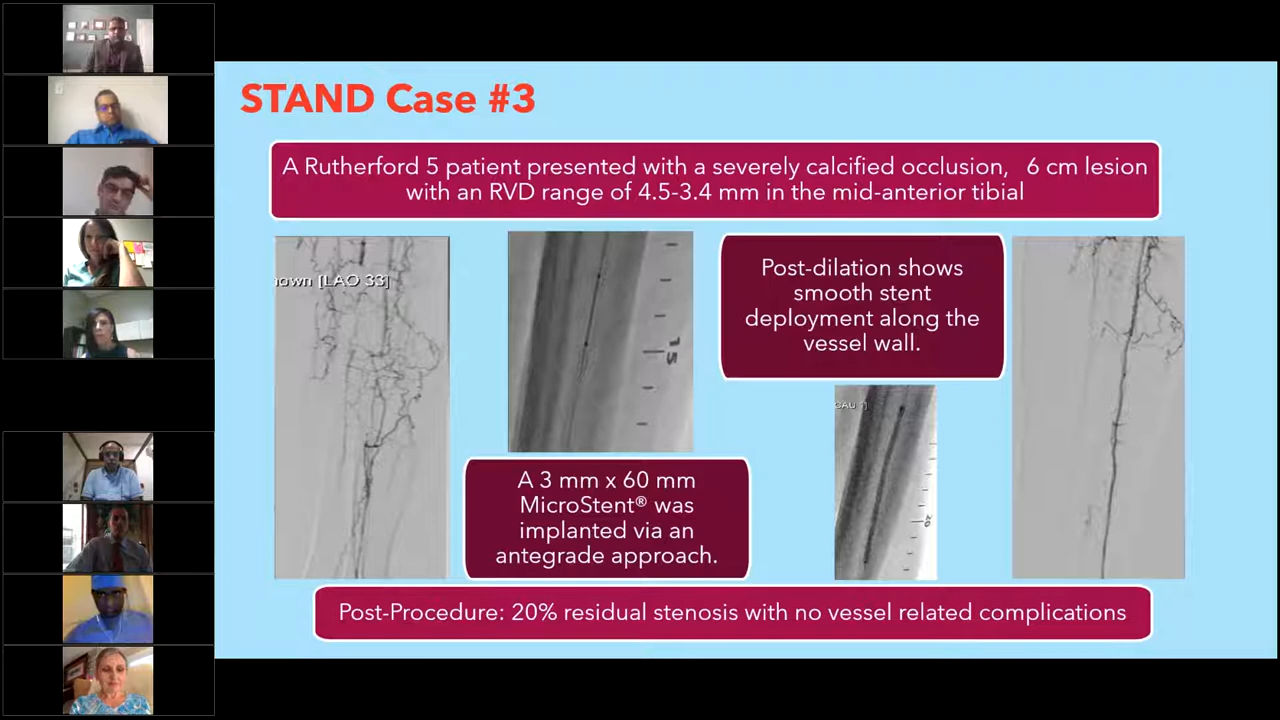 STAND Case #3
A Rutherford 5 patient presented with a severely calcified occlusion, 6 cm lesion
with an RVD range of 4.5-3.4 mm in the mid-anterior tibial
nown [LAO 33]
15
A 3 mm x 60 mm
MicroStent® was
implanted via an
antegrade approach.
Post-dilation shows
smooth stent
deployment along the
vessel wall.
20
Post-Procedure: 20% residual stenosis with no vessel related complications